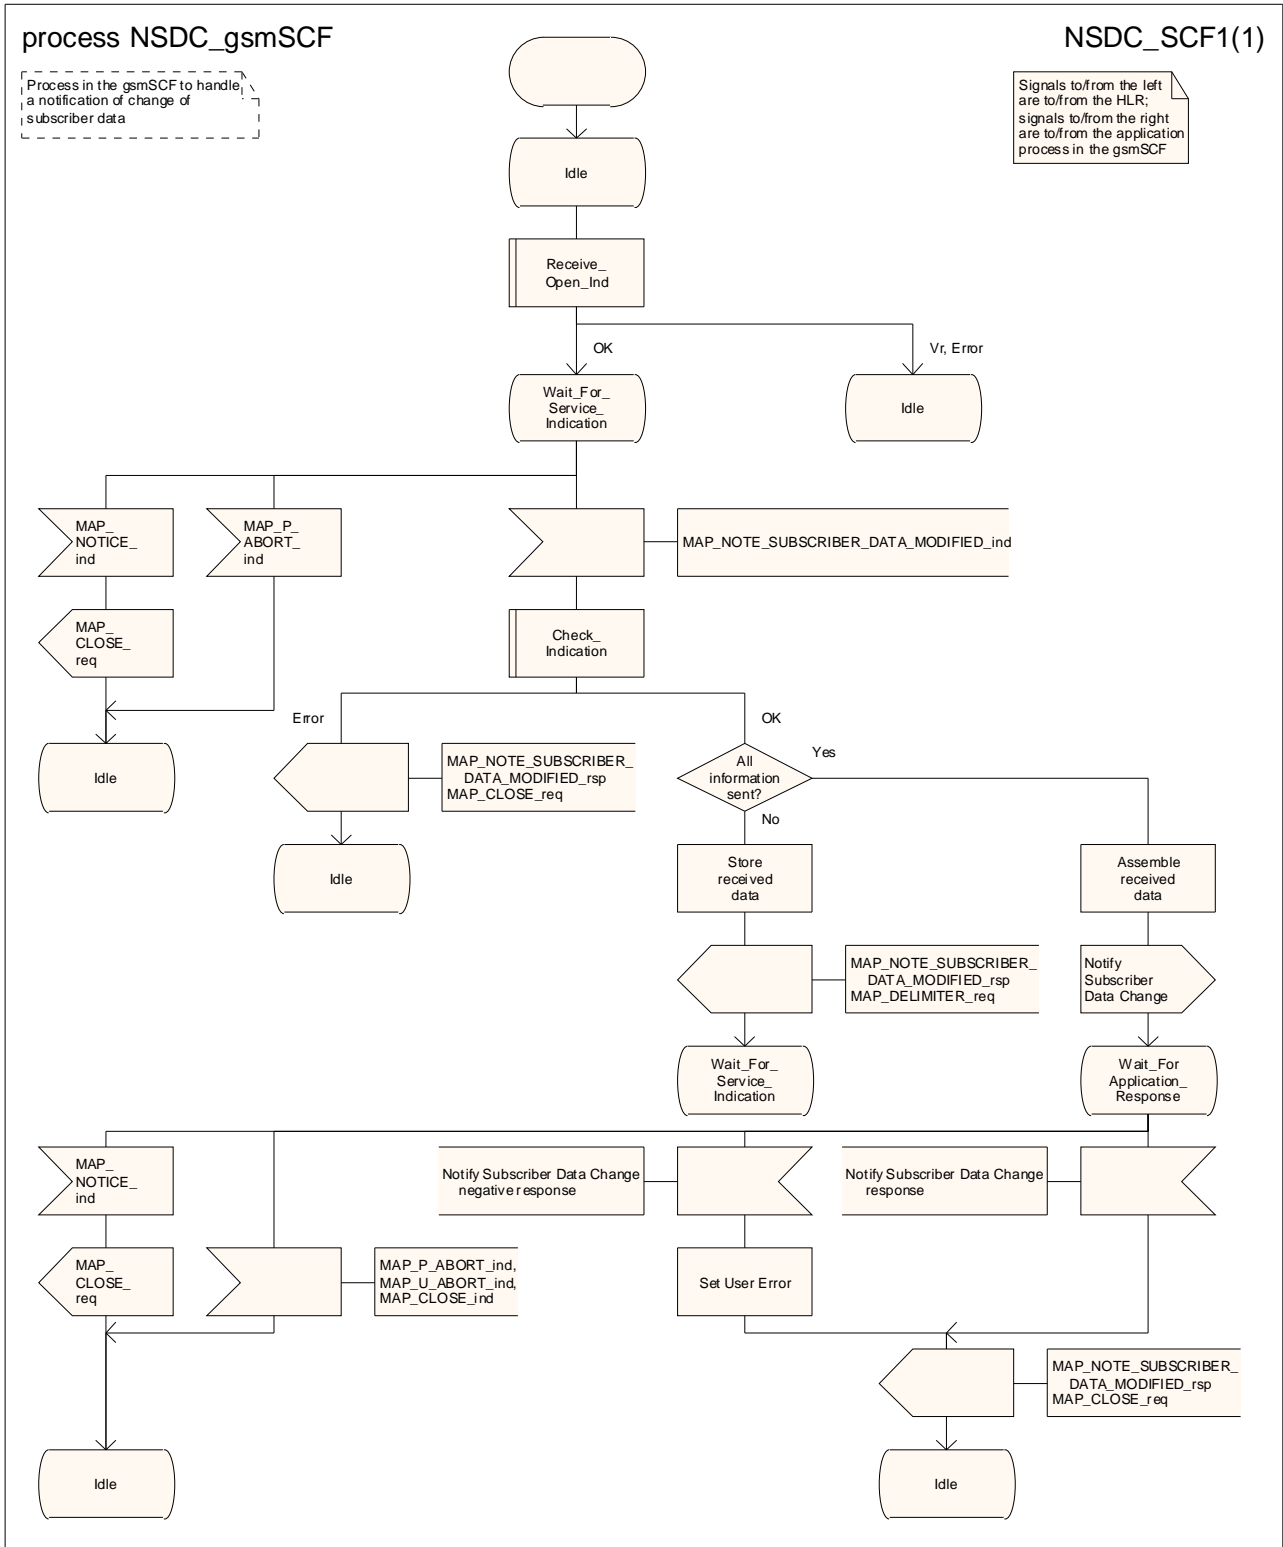 process NSDC_gsmSCF
NSDC_SCF1(1)
Process in the gsmSCF to handle
a notification of change of
subscriber data
Signals to/from the left
are to/from the HLR;
signals to/from the right
are to/from the application
process in the gsmSCF
Idle
Receive_
Open_Ind
OK
Vr, Error
Wait_For_
Service_
Indication
Idle
MAP_
NOTICE_
ind
MAP_P_
ABORT_
ind
MAP_NOTE_SUBSCRIBER_DATA_MODIFIED_ind
MAP_
CLOSE_
req
Check_
Indication
Error
OK
Idle
MAP_NOTE_SUBSCRIBER_
DATA_MODIFIED_rsp
MAP_CLOSE_req
All
information
sent?
Yes
No
Idle
Store
received
data
Assemble
received
data
MAP_NOTE_SUBSCRIBER_
DATA_MODIFIED_rsp
MAP_DELIMITER_req
Notify
Subscriber
Data Change
Wait_For_
Service_
Indication
Wait_For
Application_
Response
MAP_
NOTICE_
ind
Notify Subscriber Data Change
negative response
Notify Subscriber Data Change
response
MAP_
CLOSE_
req
MAP_P_ABORT_ind,
MAP_U_ABORT_ind,
MAP_CLOSE_ind
Set User Error
MAP_NOTE_SUBSCRIBER_
DATA_MODIFIED_rsp
MAP_CLOSE_req
Idle
Idle